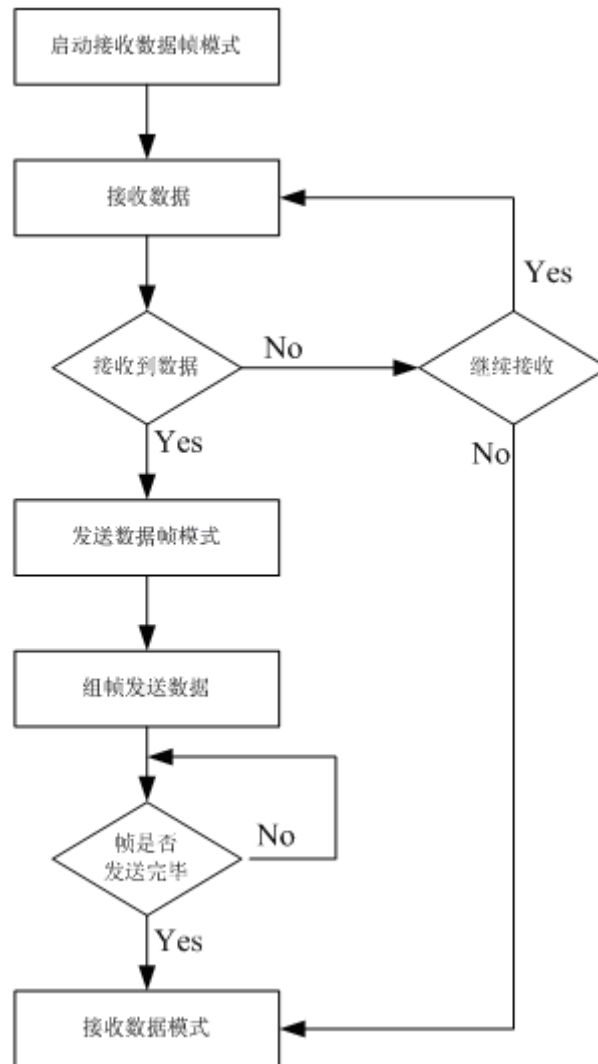 启动接收数据帧模式
接收数据
Yes
接收到数据
No
继续接收
Yes
No
发送数据帧模式
组帧发送数据
帧是否
发送完毕
No
Yes
接收数据模式